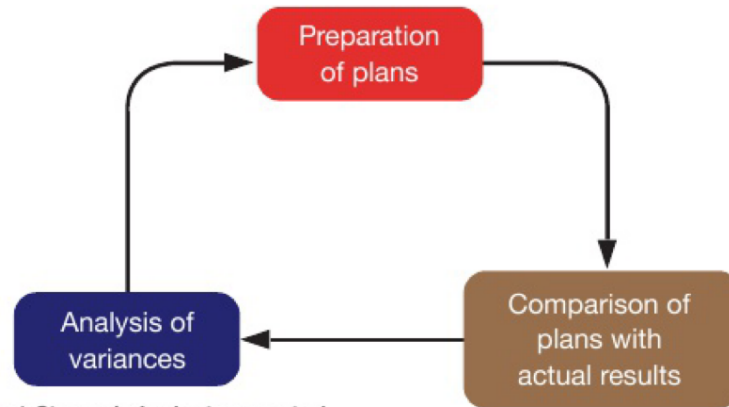 Preparation
of plans
Comparison of
plans with
actual results
Analysis of
variances